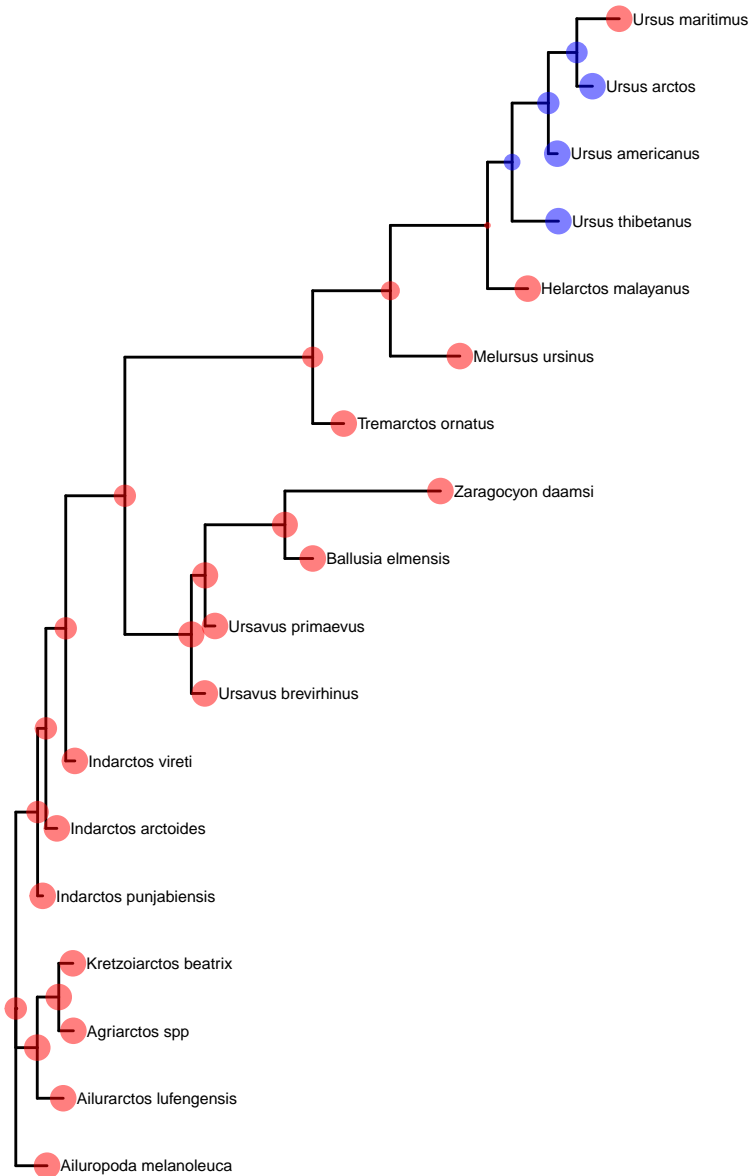 Ursus maritimus
Ursus arctos
Ursus americanus
Ursus thibetanus
Helarctos malayanus
Melursus ursinus
Tremarctos ornatus
Zaragocyon daamsi
Ballusia elmensis
Ursavus primaevus
Ursavus brevirhinus
Indarctos vireti
Indarctos arctoides
Indarctos punjabiensis
Kretzoiarctos beatrix
Agriarctos spp
Ailurarctos lufengensis
Ailuropoda melanoleuca